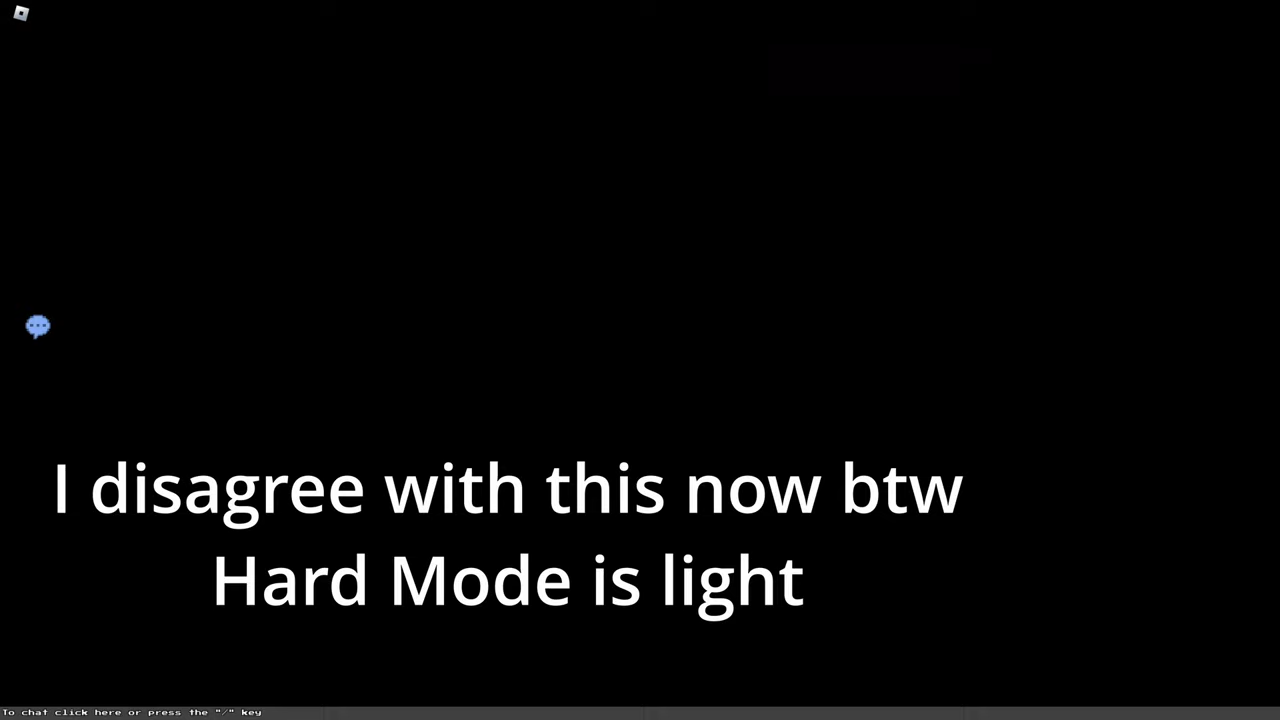 I disagree with this now btw
Hard Mode is light
To chat click here or press the "/" key